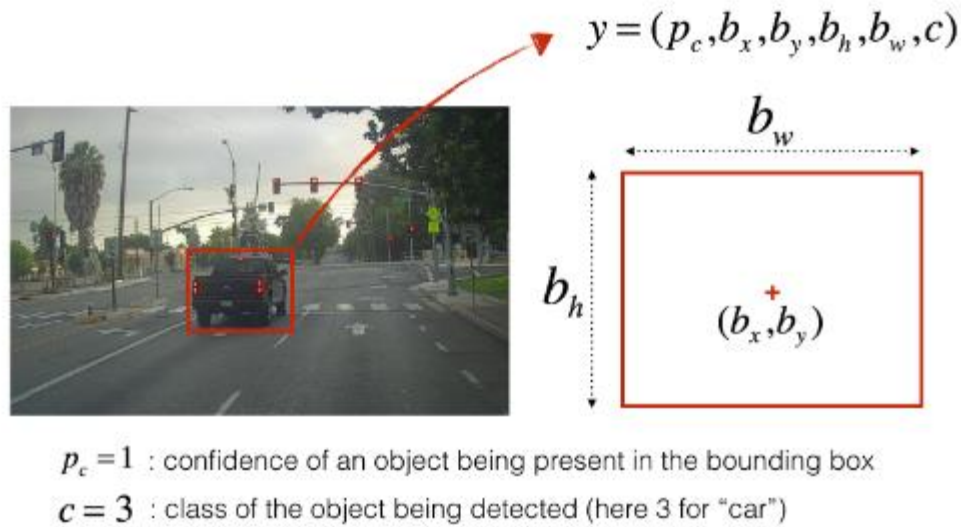 y = (p_c, b_x, b_y, b_h, b_w, c)
b_w
b_h
(b_x, b_y)
p_c = 1 : confidence of an object being present in the bounding box
c = 3 : class of the object being detected (here 3 for “car”)